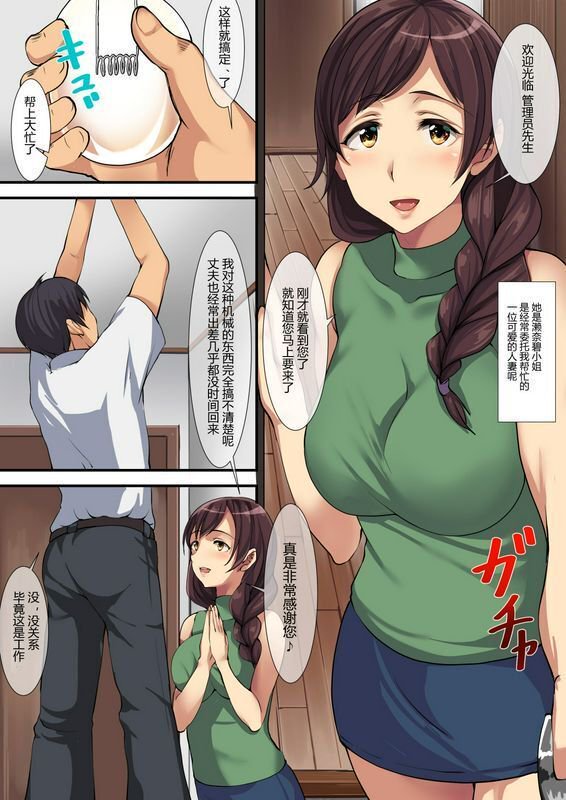 欢迎光临 管理员先生
刚才就看到您了
就知道您马上要来了
她是濑奈碧小姐
是经常委托我帮忙的
一位可爱的人妻呢
ガチャ
这样就搞定、了
キュッ
帮上大忙了
我对这种机械的东西完全搞不清楚呢
丈夫也经常出差几乎都没时间回来
真是非常感谢您♪
没，没关系
毕竟这是工作